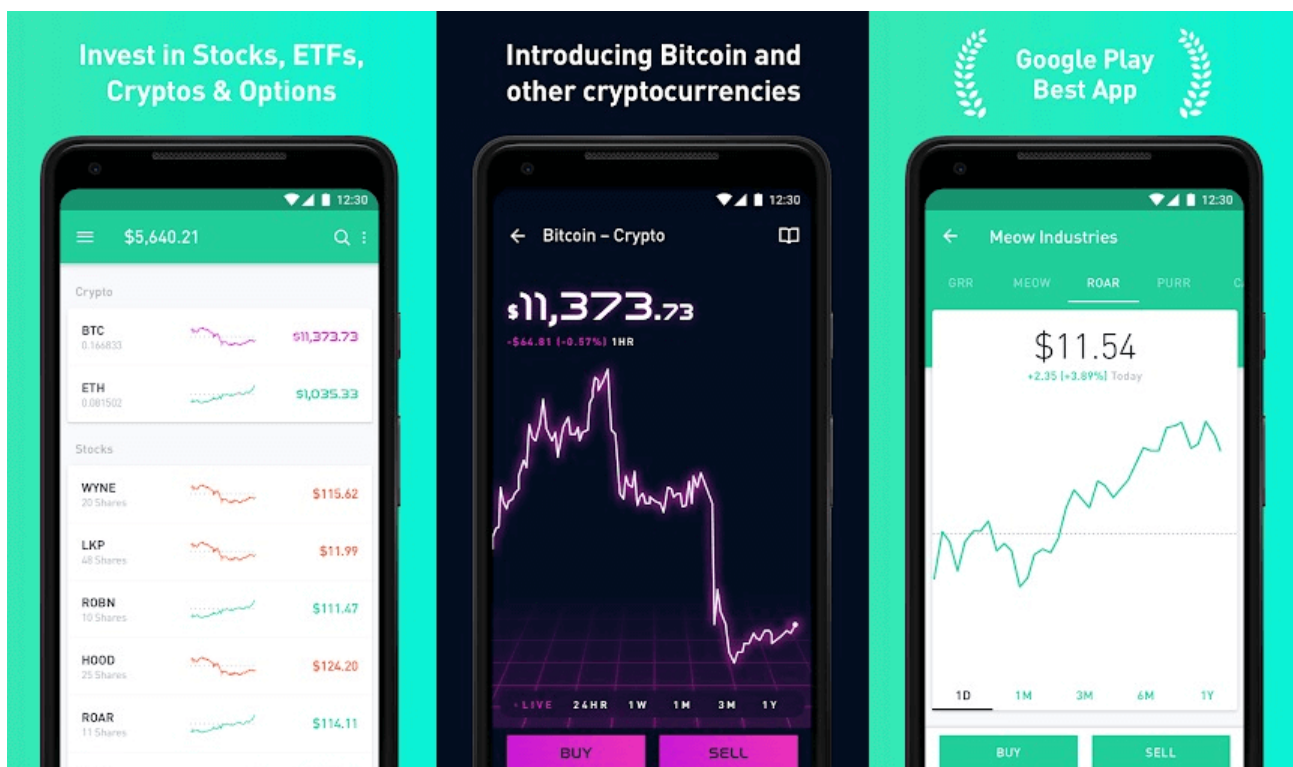 Invest in Stocks, ETFs,
Cryptos & Options
12:30
$5,640.21
Crypto
BTC
0.166833
$11,373.73
ETH
0.081502
$1,035.33
Stocks
WYNE
20 Shares
$115.62
LKP
48 Shares
$11.99
ROBN
10 Shares
$111.47
HOOD
25 Shares
$124.20
ROAR
11 Shares
$114.11
Introducing Bitcoin and
other cryptocurrencies
12:30
Bitcoin – Crypto
$11,373.73
-$64.81 (-0.57%) 1HR
LIVE 24HR 1W 1M 3M 1Y
BUY SELL
Google Play
Best App
12:30
Meow Industries
GRR MEOW ROAR PURR
$11.54
+2.35 (+3.89%) Today
1D 1M 3M 6M 1Y
BUY SELL